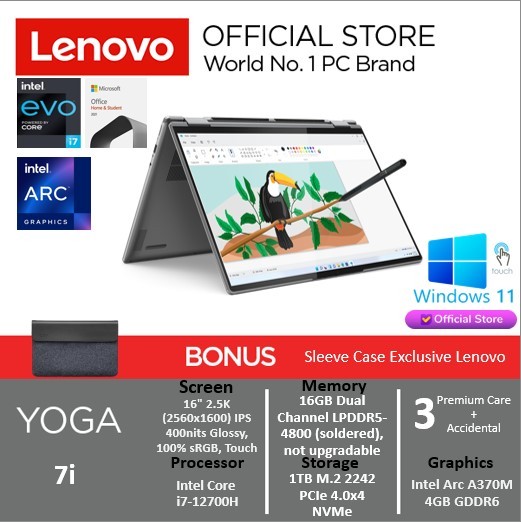 Lenovo
OFFICIAL STORE
World No. 1 PC Brand
intel
evo
POWERED BY
CORE
i7
Microsoft
Office
Home & Student
intel
ARC
GRAPHICS
touch
Windows 11
Official Store
BONUS Sleeve Case Exclusive Lenovo
YOGA
7i
Screen
16" 2.5K
(2560x1600) IPS
400nits Glossy,
100% sRGB, Touch
Processor
Intel Core
i7-12700H
Memory
16GB Dual
Channel LPDDR5-
4800 (soldered),
not upgradable
Storage
1TB M.2 2242
PCIe 4.0x4
NVMe
3 Premium Care
+
Accidental
Graphics
Intel Arc A370M
4GB GDDR6